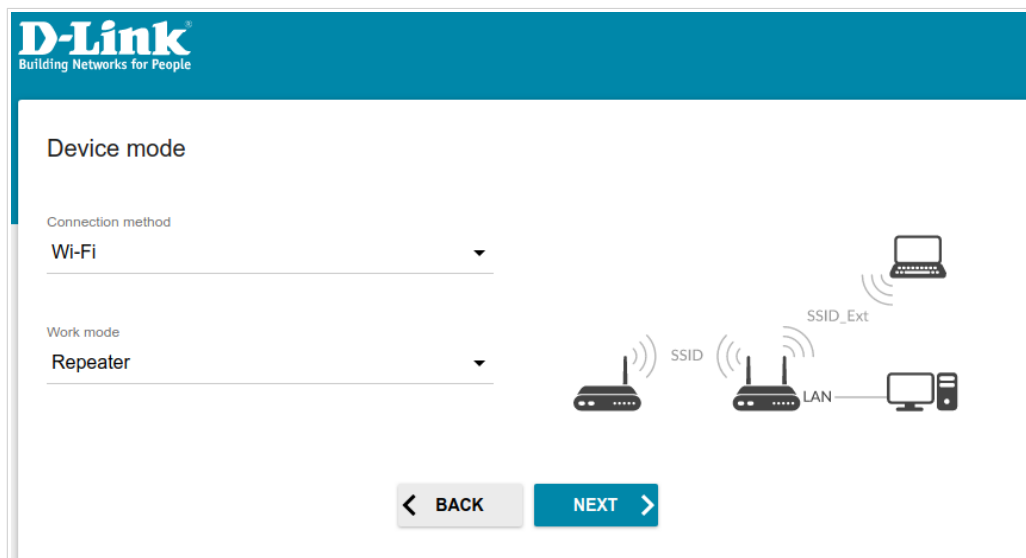 D-Link®
Building Networks for People
Device mode
Connection method
Wi-Fi
Work mode
Repeater
SSID
SSID_Ext
LAN
BACK
NEXT